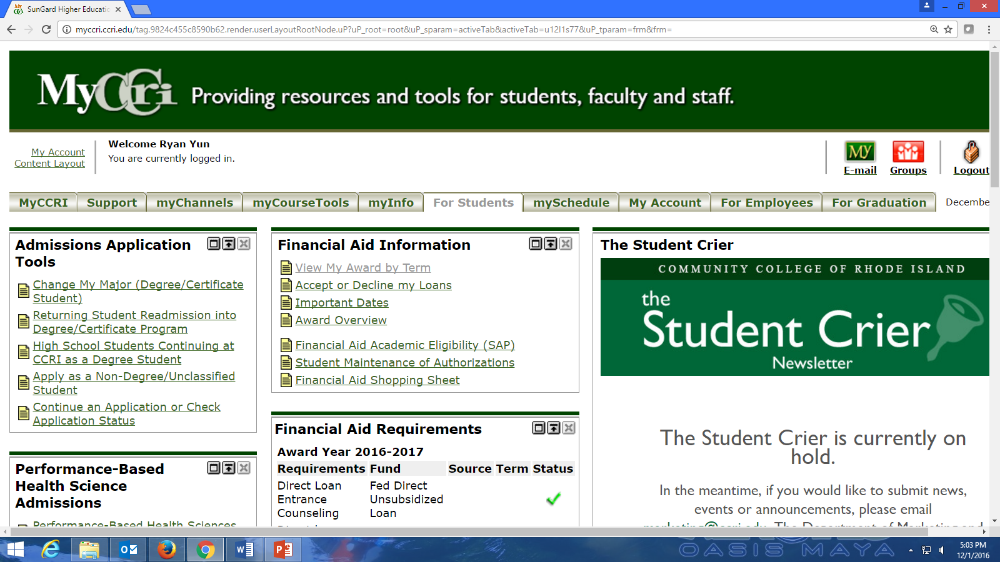 SunGard Higher Educatic
myccri.ccri.edu/tag.9824c455c8590b62.render.userLayoutRootNode.uP?uP_root=root&uP_sparam=activeTab&activeTab=u12l1s77&uP_tparam=frm&frm=
MyCCRI Providing resources and tools for students, faculty and staff.
My Account
Content Layout
Welcome Ryan Yun
You are currently logged in.
MY
E-mail
Groups
Logout
MyCCRI Support myChannels myCourseTools myInfo For Students mySchedule My Account For Employees For Graduation Decembe
Admissions Application
Tools
Change My Major (Degree/Certificate
Student)
Returning Student Readmission into
Degree/Certificate Program
High School Students Continuing at
CCRI as a Degree Student
Apply as a Non-Degree/Unclassified
Student
Continue an Application or Check
Application Status
Performance-Based
Health Science
Admissions
Performance-Based Health Sciences
Financial Aid Information
View My Award by Term
Accept or Decline my Loans
Important Dates
Award Overview
Financial Aid Academic Eligibility (SAP)
Student Maintenance of Authorizations
Financial Aid Shopping Sheet
Financial Aid Requirements
Award Year 2016-2017
Requirements Fund Source Term Status
Direct Loan Fed Direct
Entrance Unsubsidized
Counseling Loan
The Student Crier
COMMUNITY COLLEGE OF RHODE ISLAND
the
Student Crier
Newsletter
The Student Crier is currently on
hold.
In the meantime, if you would like to submit news,
events or announcements, please email
marketing@ccri.edu. The Department of Marketing and
OASIS MAYA
5:03 PM
12/1/2016